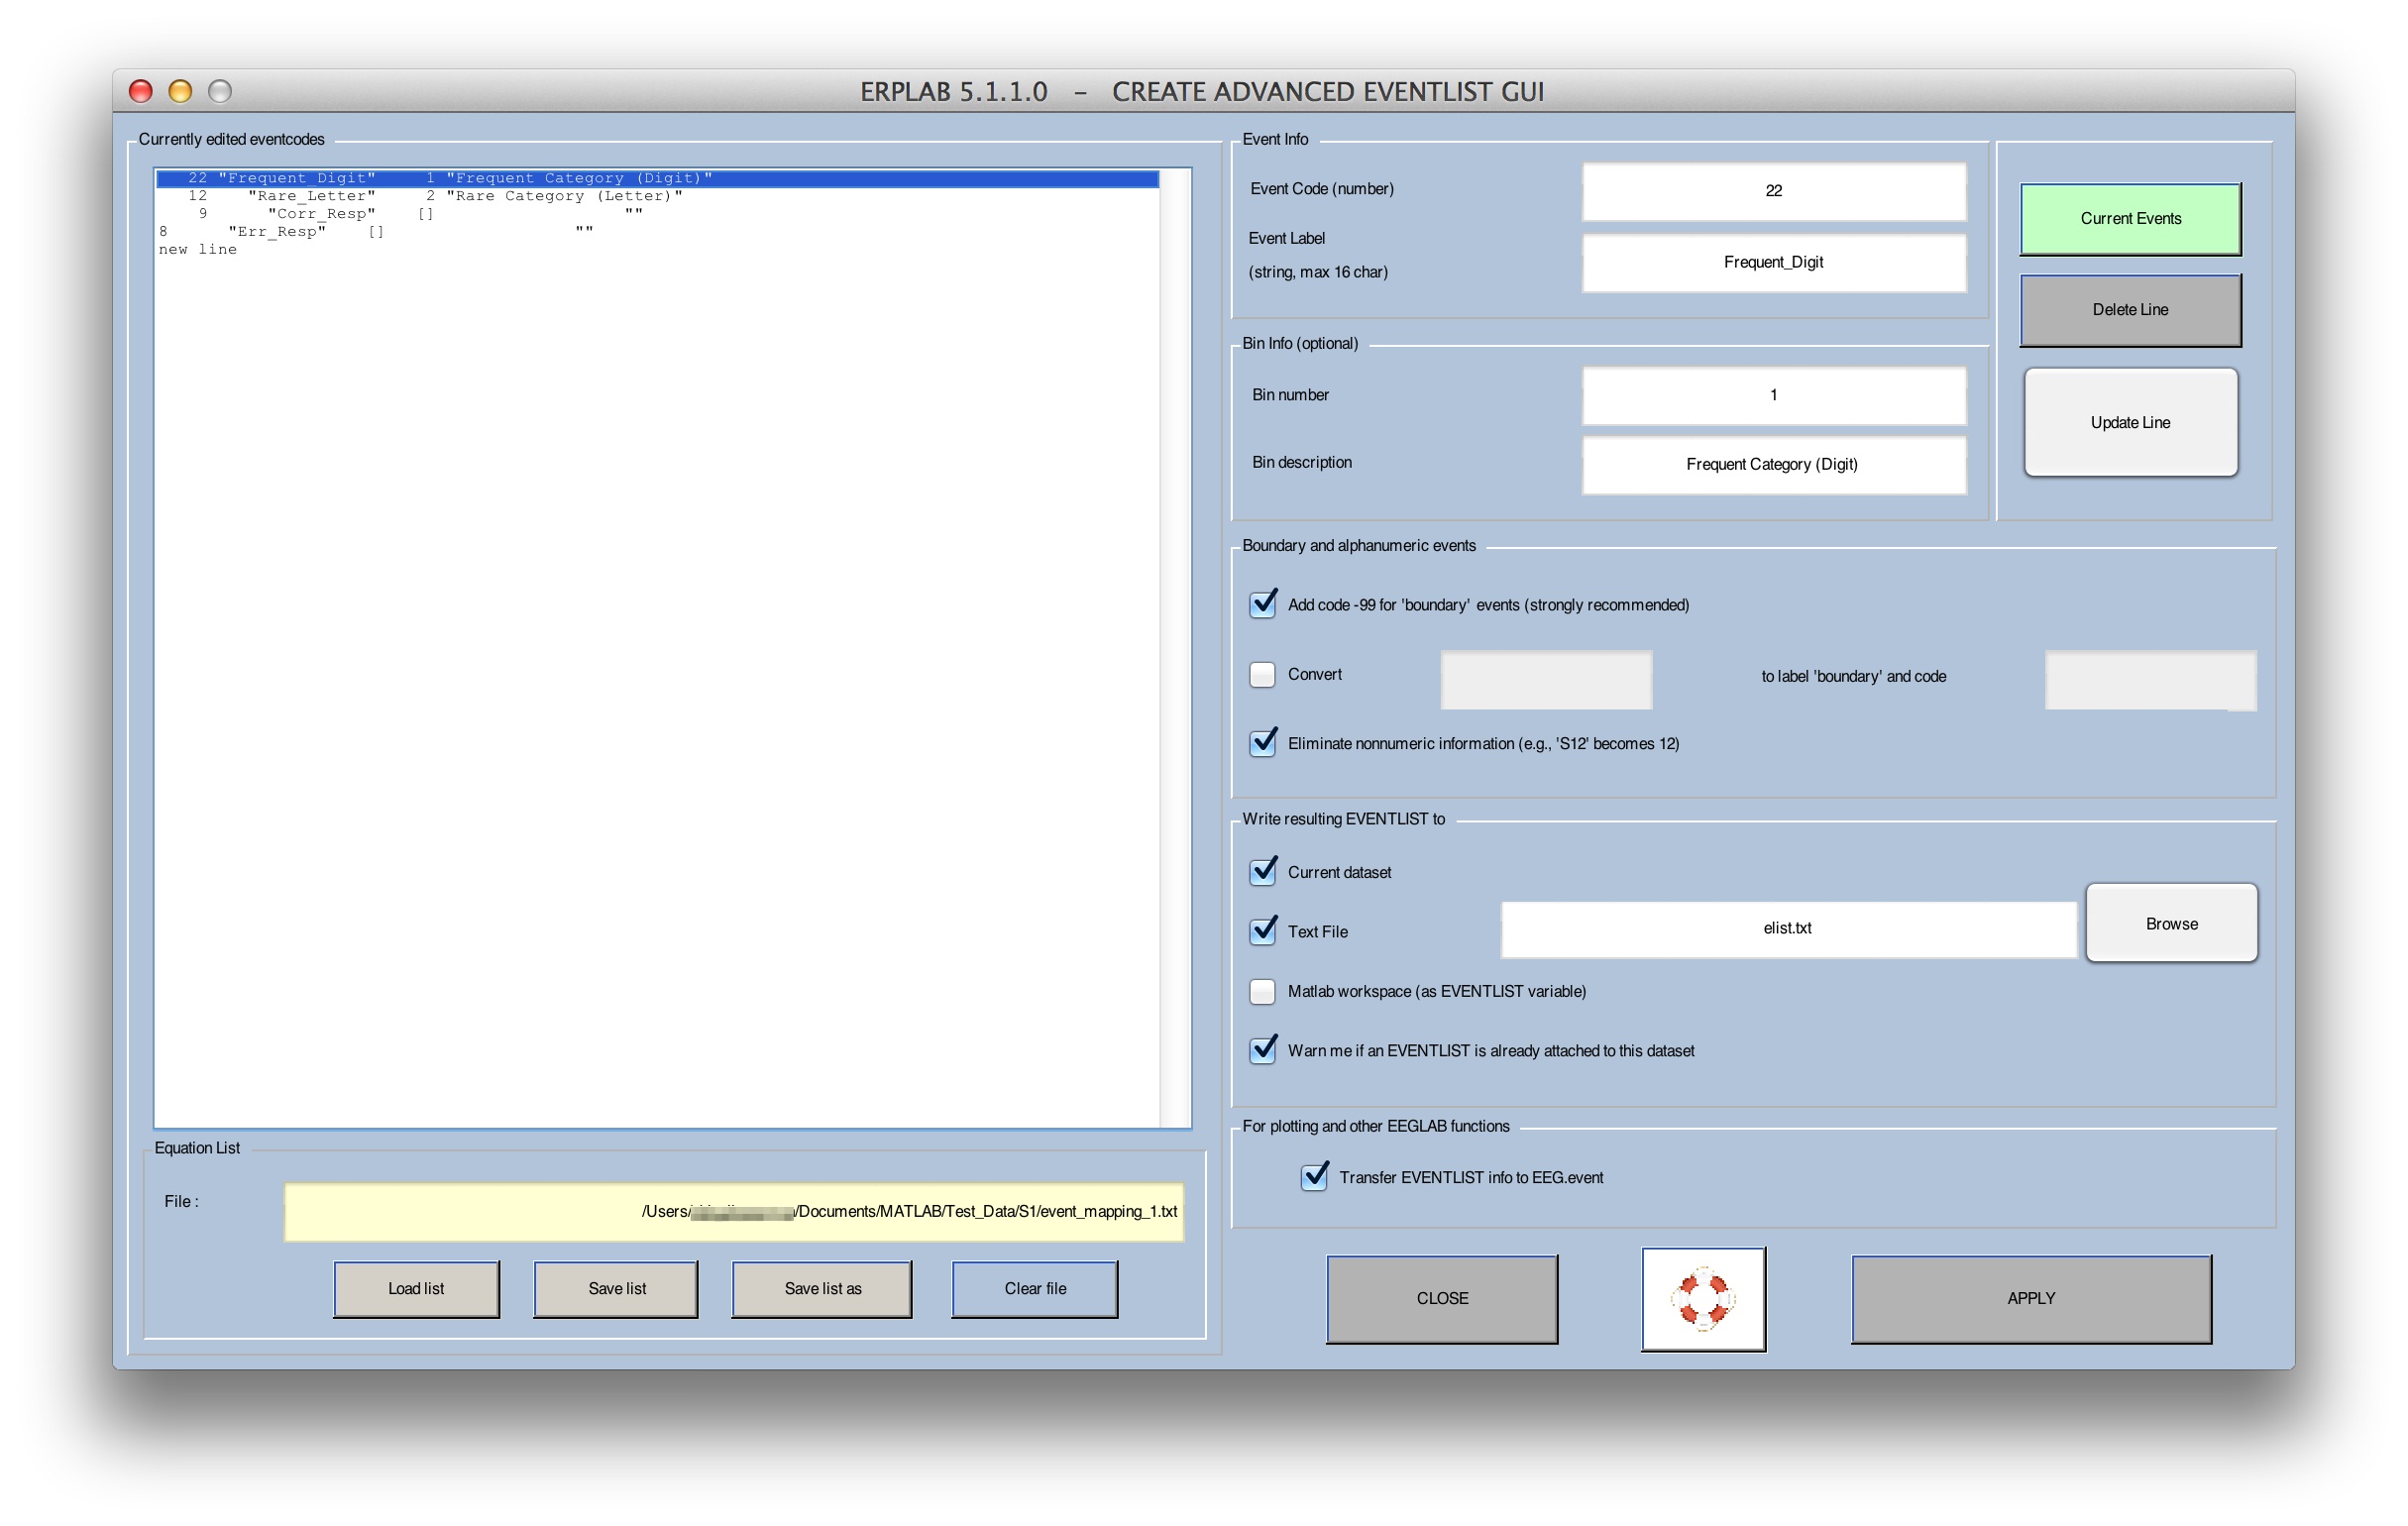 ERPLAB 5.1.1.0 - CREATE ADVANCED EVENTLIST GUI
Currently edited eventcodes
22 "Frequent_Digit" 1 "Frequent Category (Digit)"
12 "Rare_Letter" 2 "Rare Category (Letter)"
9 "Corr_Resp" [] ""
8 "Err_Resp" [] ""
new line
Equation List
File :
/Users/ /Documents/MATLAB/Test_Data/S1/event_mapping_1.txt
Load list
Save list
Save list as
Clear file
Event Info
Event Code (number)
22
Event Label
(string, max 16 char)
Frequent_Digit
Current Events
Delete Line
Update Line
Bin Info (optional)
Bin number
1
Bin description
Frequent Category (Digit)
Boundary and alphanumeric events
Add code -99 for 'boundary' events (strongly recommended)
Convert
to label 'boundary' and code
Eliminate nonnumeric information (e.g., 'S12' becomes 12)
Write resulting EVENTLIST to
Current dataset
Text File
elist.txt
Browse
Matlab workspace (as EVENTLIST variable)
Warn me if an EVENTLIST is already attached to this dataset
For plotting and other EEGLAB functions
Transfer EVENTLIST info to EEG.event
CLOSE
APPLY